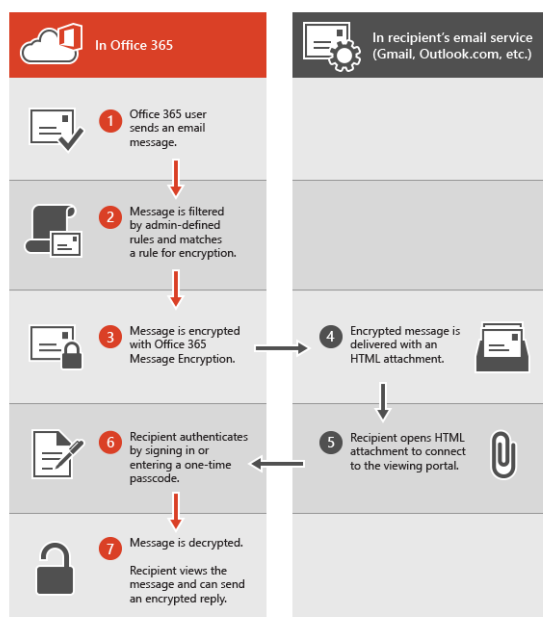 In Office 365
In recipient's email service
(Gmail, Outlook.com, etc.)
1
Office 365 user
sends an email
message.
2
Message is filtered
by admin-defined
rules and matches
a rule for encryption.
3
Message is encrypted
with Office 365
Message Encryption.
4
Encrypted message is
delivered with an
HTML attachment.
5
Recipient opens HTML
attachment to connect
to the viewing portal.
6
Recipient authenticates
by signing in or
entering a one-time
passcode.
7
Message is decrypted.
Recipient views the
message and can send
an encrypted reply.